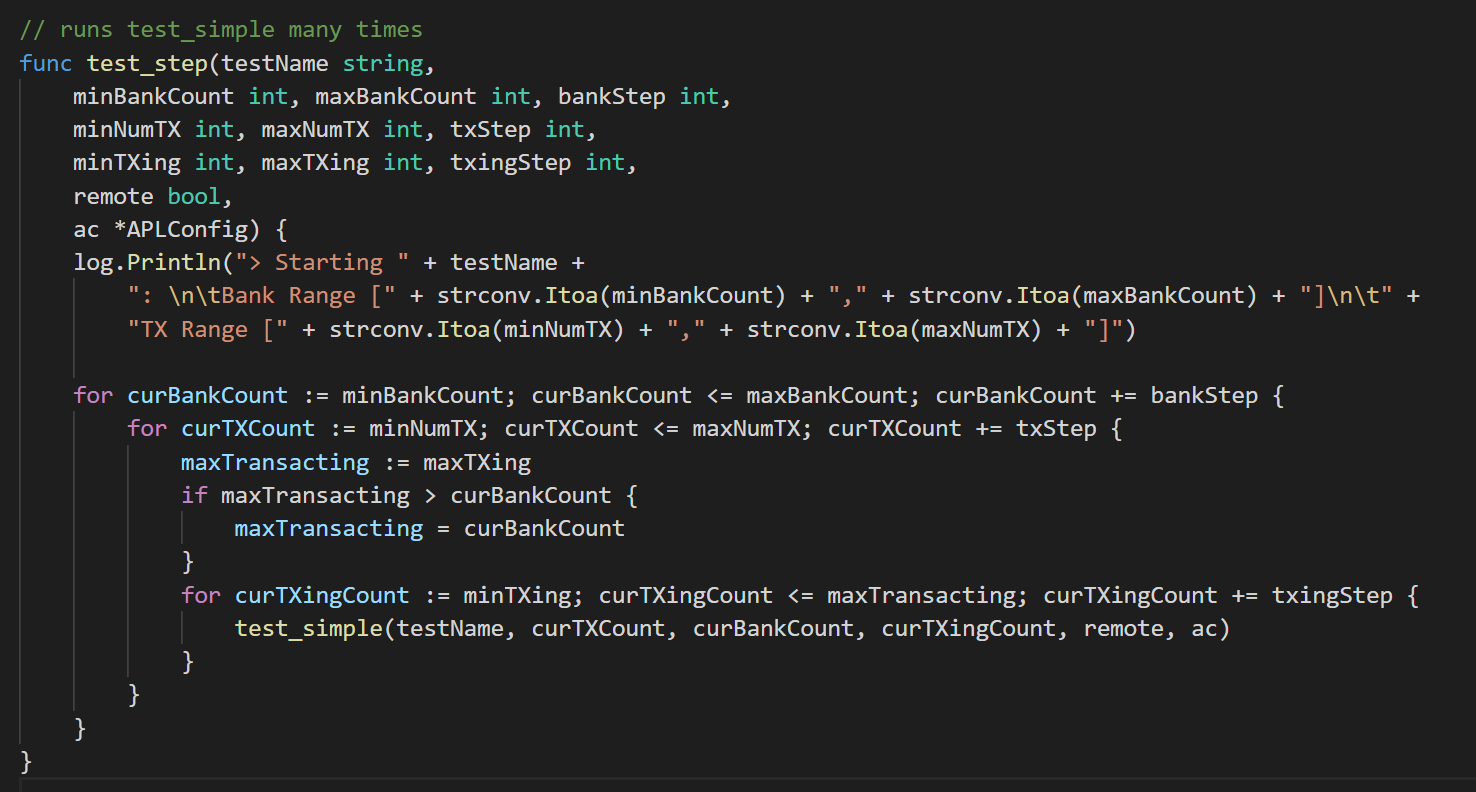 // runs test_simple many times
func test_step(testName string,
    minBankCount int, maxBankCount int, bankStep int,
    minNumTX int, maxNumTX int, txStep int,
    minTXing int, maxTXing int, txingStep int,
    remote bool,
    ac *APLConfig) {
    log.Println("> Starting " + testName +
        ": \n\tBank Range [" + strconv.Itoa(minBankCount) + "," + strconv.Itoa(maxBankCount) + "]\n\t" +
        "TX Range [" + strconv.Itoa(minNumTX) + "," + strconv.Itoa(maxNumTX) + "]")

    for curBankCount := minBankCount; curBankCount <= maxBankCount; curBankCount += bankStep {
        for curTXCount := minNumTX; curTXCount <= maxNumTX; curTXCount += txStep {
            maxTransacting := maxTXing
            if maxTransacting > curBankCount {
                maxTransacting = curBankCount
            }
            for curTXingCount := minTXing; curTXingCount <= maxTransacting; curTXingCount += txingStep {
                test_simple(testName, curTXCount, curBankCount, curTXingCount, remote, ac)
            }
        }
    }
}